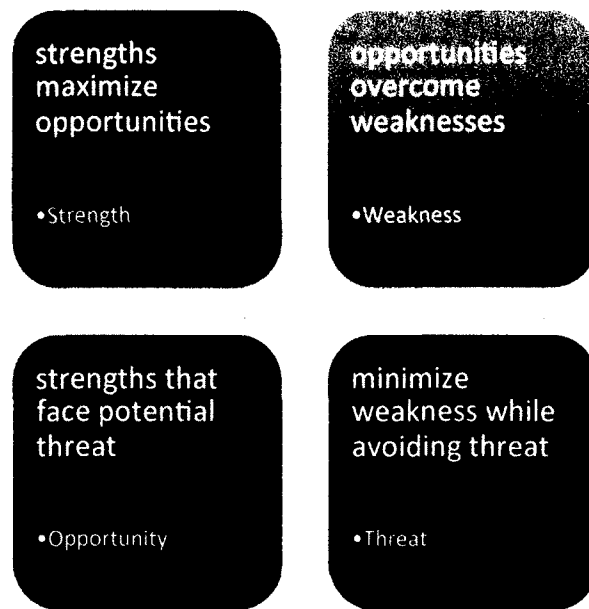 strengths
maximize
opportunities
•Strength
opportunities
overcome
weaknesses
•Weakness
strengths that
face potential
threat
•Opportunity
minimize
weakness while
avoiding threat
•Threat